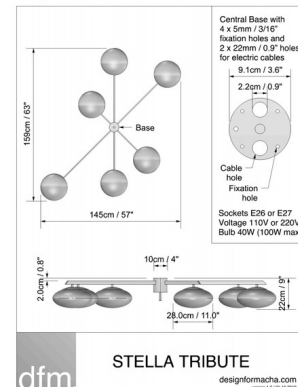 Central Base with
4 x 5mm / 3/16"
fixation holes and
2 x 22mm / 0.9" holes
for electric cables
9.1cm / 3.6"
2.2cm / 0.9"
159cm / 63"
Base
Cable
hole
Fixation
hole
145cm / 57"
Sockets E26 or E27
Voltage 110V or 220V
Bulb 40W (100W max
10cm / 4"
2.0cm / 0.8"
22cm / 9"
28.0cm / 11.0"
STELLA TRIBUTE
dfm
designformacha.com